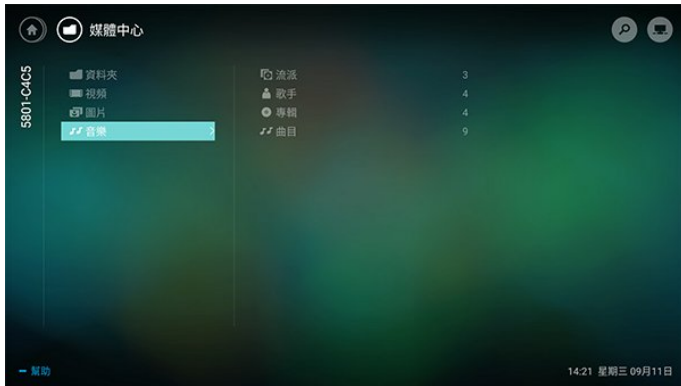 媒體中心
5801-C4C5
資料夾
視頻
圖片
音樂
流派 3
歌手 4
專輯 4
曲目 9
幫助
14:21 星期三 09月11日